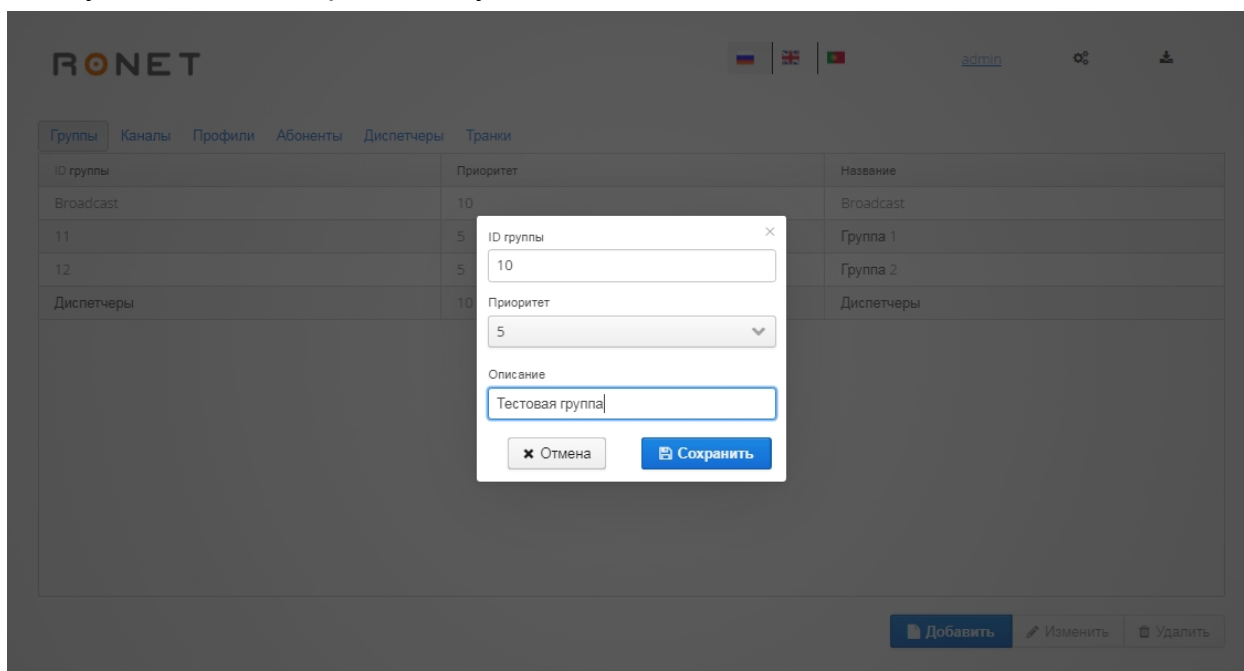 RONET
admin
Группы Каналы Профили Абоненты Диспетчеры Транки
ID группы Приоритет Название
Broadcast 10 Broadcast
11 5 Группа 1
12 5 Группа 2
Диспетчеры 10 Диспетчеры
ID группы
10
Приоритет
5
Описание
Тестовая группа
Отмена Сохранить
Добавить Изменить Удалить